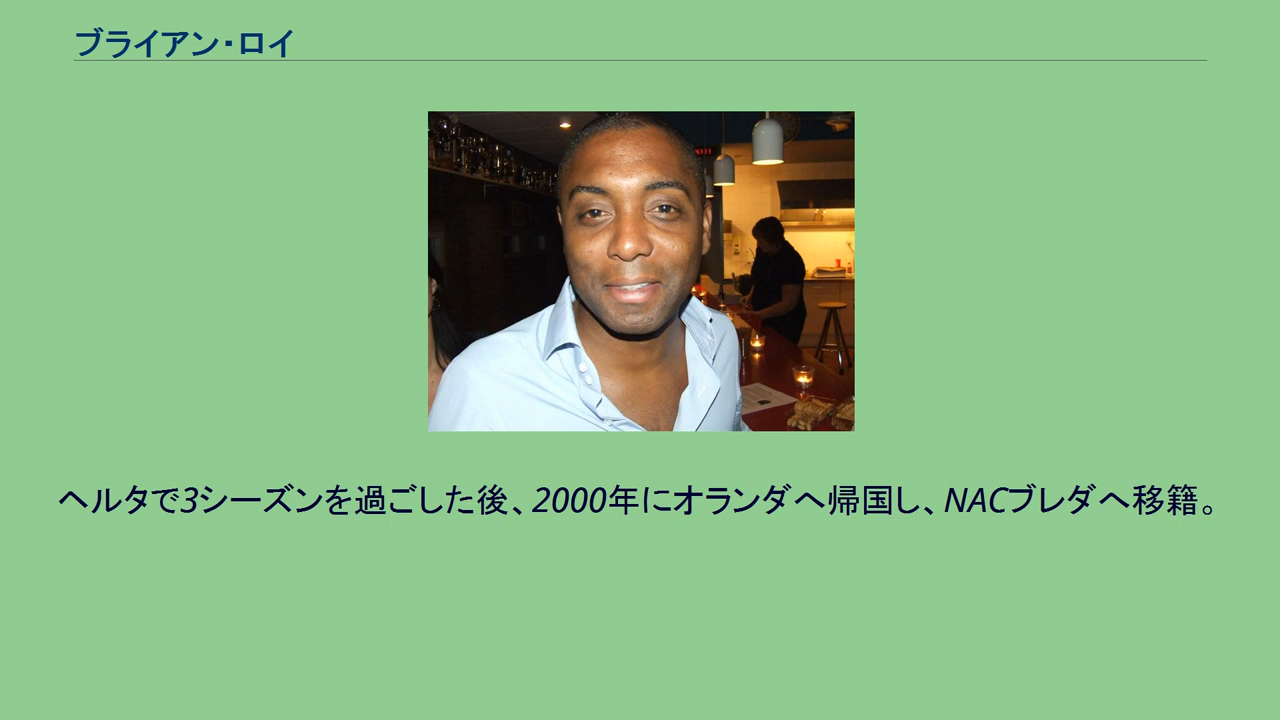 ブライアン・ロイ
ヘルタで3シーズンを過ごした後、2000年にオランダへ帰国し、NACブレダへ移籍。